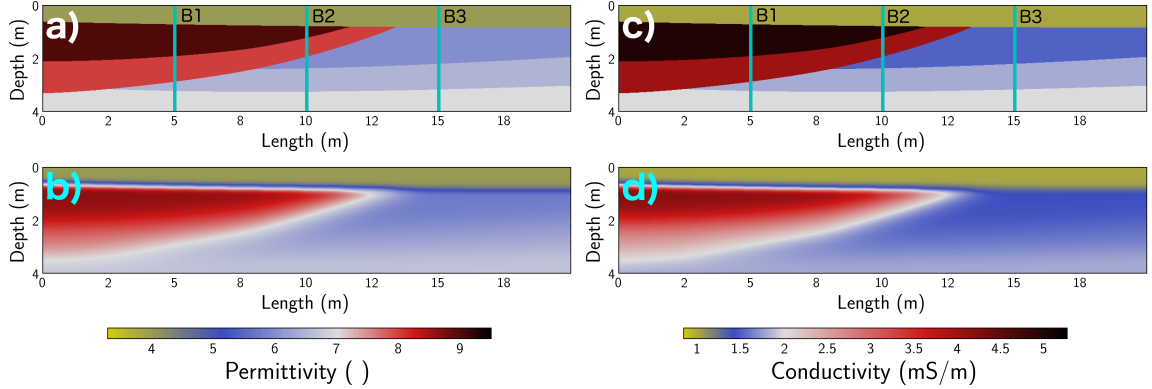 a)
B1 B2 B3
Depth (m)
0
2
4
0 2 5 8 10 12 15 18
Length (m)
c)
B1 B2 B3
Depth (m)
0
2
4
0 2 5 8 10 12 15 18
Length (m)
b)
Depth (m)
0
2
4
0 2 5 8 10 12 15 18
Length (m)
d)
Depth (m)
0
2
4
0 2 5 8 10 12 15 18
Length (m)
4 5 6 7 8 9
Permittivity ( )
1 1.5 2 2.5 3 3.5 4 4.5 5
Conductivity (mS/m)